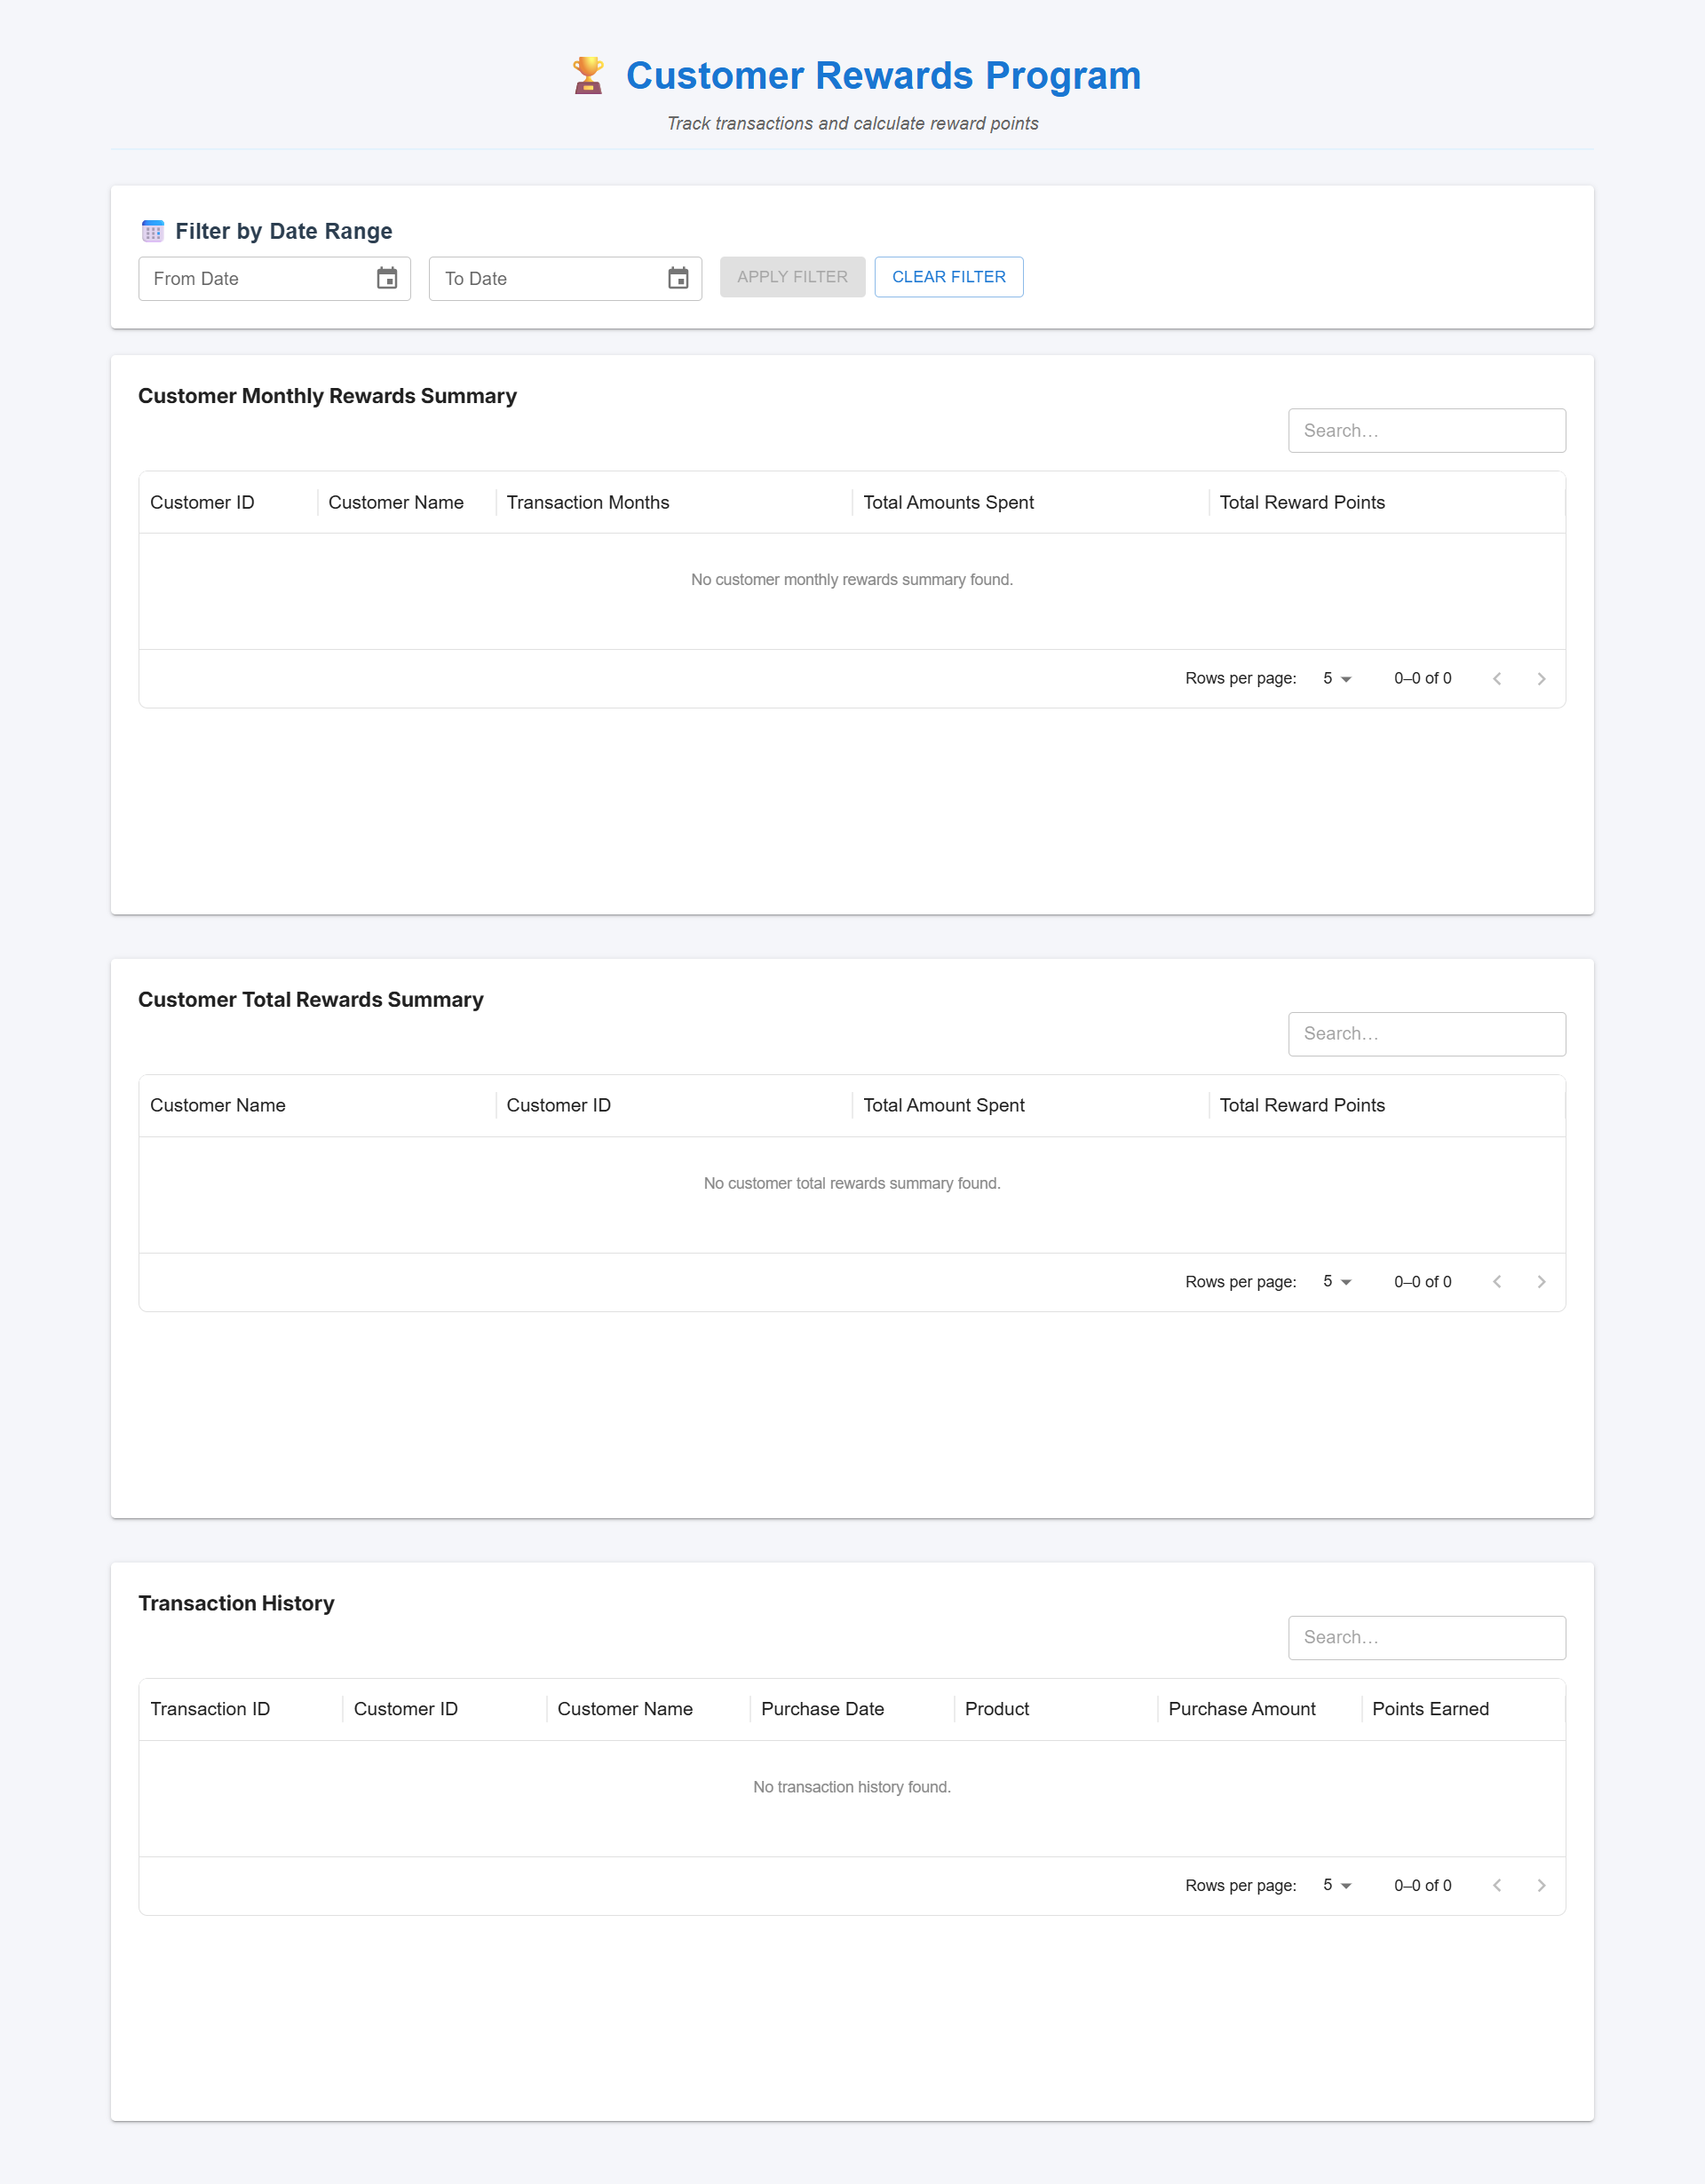 Customer Rewards Program
Track transactions and calculate reward points
Filter by Date Range
From Date To Date APPLY FILTER CLEAR FILTER
Customer Monthly Rewards Summary
Search...
Customer ID Customer Name Transaction Months Total Amounts Spent Total Reward Points
No customer monthly rewards summary found.
Rows per page: 5 0–0 of 0
Customer Total Rewards Summary
Search...
Customer Name Customer ID Total Amount Spent Total Reward Points
No customer total rewards summary found.
Rows per page: 5 0–0 of 0
Transaction History
Search...
Transaction ID Customer ID Customer Name Purchase Date Product Purchase Amount Points Earned
No transaction history found.
Rows per page: 5 0–0 of 0